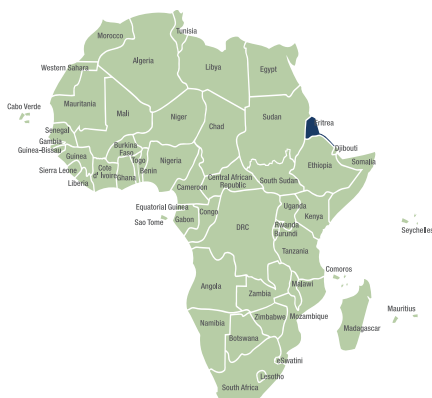 Tunisia
Morocco
Algeria
Libya
Egypt
Western Sahara
Mauritania
Mali
Niger
Chad
Sudan
Eritrea
Cabo Verde
Senegal
Gambia
Guinea-Bissau
Guinea
Sierra Leone
Liberia
Cote
d' Ivoire
Burkina
Faso
Ghana
Togo
Benin
Nigeria
Djibouti
Ethiopia
Somalia
Central African
Republic
South Sudan
Cameroon
Equatorial Guinea
Sao Tome
Gabon
Congo
DRC
Uganda
Kenya
Rwanda
Burundi
Seychelles
Tanzania
Comoros
Angola
Zambia
Malawi
Mozambique
Mauritius
Madagascar
Zimbabwe
Namibia
Botswana
eSwatini
Lesotho
South Africa